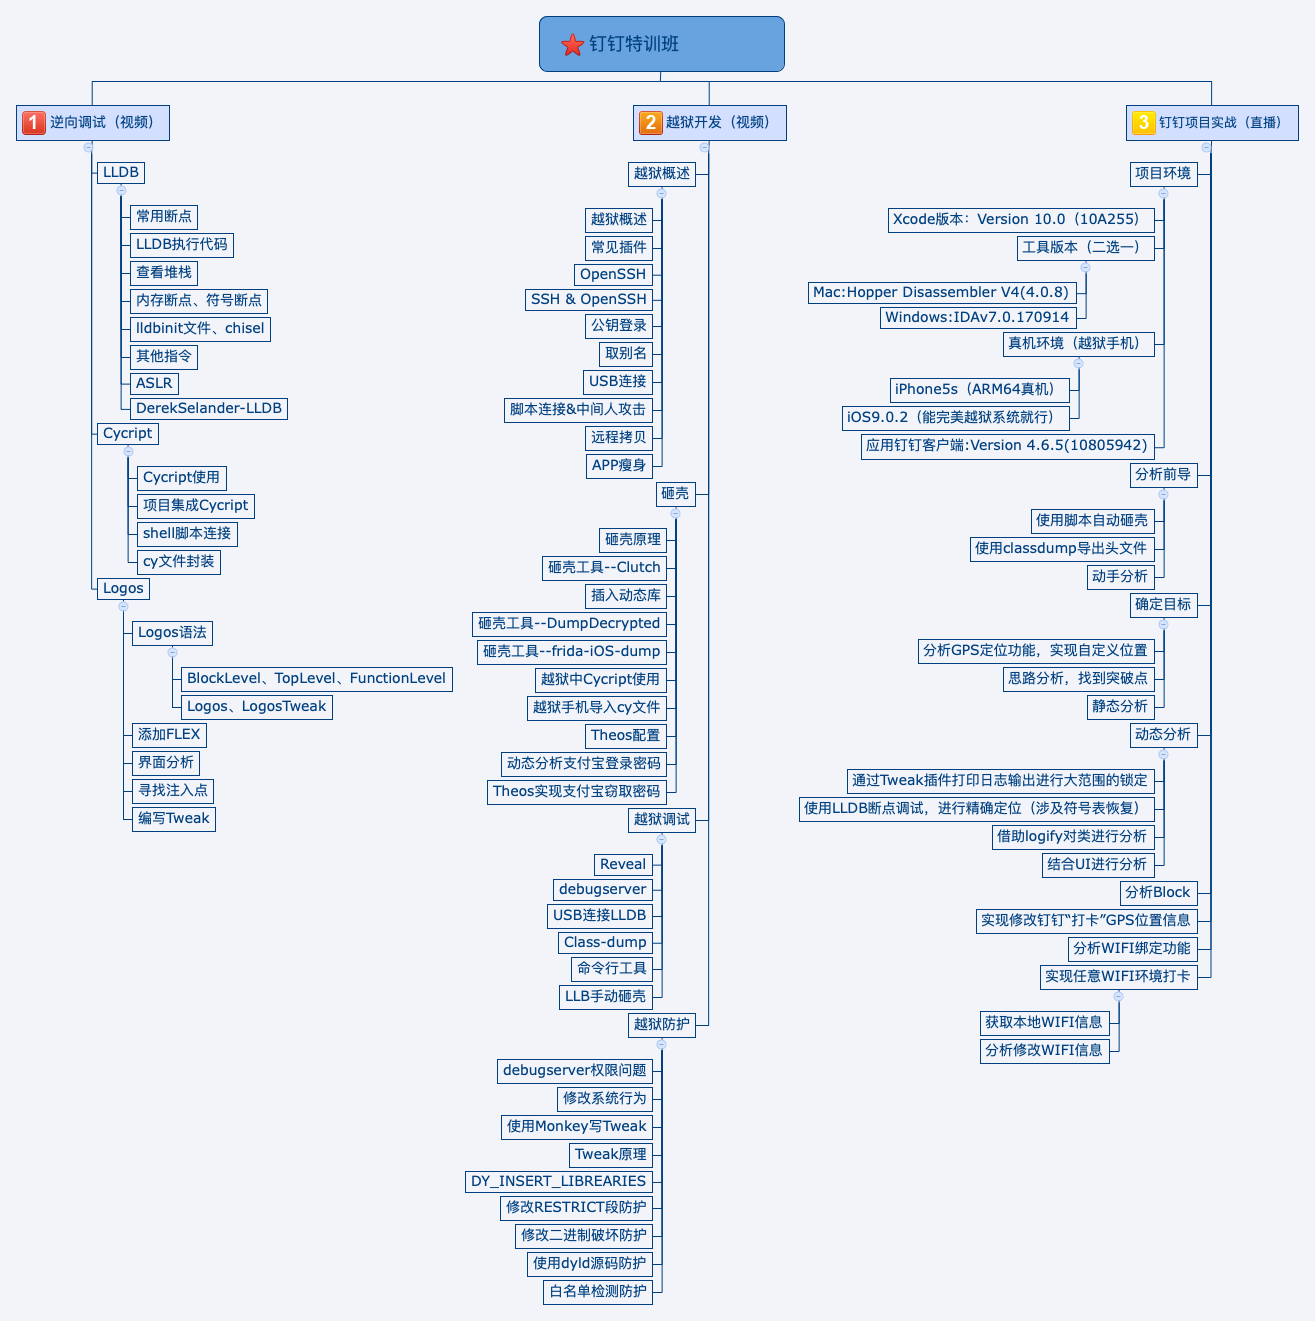 钉钉特训班
1 逆向调试（视频）
LLDB
常用断点
LLDB执行代码
查看堆栈
内存断点、符号断点
lldbinit文件、chisel
其他指令
ASLR
DerekSelander-LLDB
Cycript
Cycript使用
项目集成Cycript
shell脚本连接
cy文件封装
Logos
Logos语法
BlockLevel、TopLevel、FunctionLevel
Logos、LogosTweak
添加FLEX
界面分析
寻找注入点
编写Tweak
2 越狱开发（视频）
越狱概述
越狱概述
常见插件
OpenSSH
SSH & OpenSSH
公钥登录
取别名
USB连接
脚本连接&中间人攻击
远程拷贝
APP瘦身
砸壳
砸壳原理
砸壳工具--Clutch
插入动态库
砸壳工具--DumpDecrypted
砸壳工具--frida-iOS-dump
越狱中Cycript使用
越狱手机导入cy文件
Theos配置
动态分析支付宝登录密码
Theos实现支付宝窃取密码
越狱调试
Reveal
debugserver
USB连接LLDB
Class-dump
命令行工具
LLB手动砸壳
越狱防护
debugserver权限问题
修改系统行为
使用Monkey写Tweak
Tweak原理
DY_INSERT_LIBREARIES
修改RESTRICT段防护
修改二进制破坏防护
使用dyld源码防护
白名单检测防护
3 钉钉项目实战（直播）
项目环境
Xcode版本：Version 10.0（10A255）
工具版本（二选一）
Mac:Hopper Disassembler V4(4.0.8)
Windows:IDAv7.0.170914
真机环境（越狱手机）
iPhone5s（ARM64真机）
iOS9.0.2（能完美越狱系统就行）
应用钉钉客户端:Version 4.6.5(10805942)
分析前导
使用脚本自动砸壳
使用classdump导出头文件
动手分析
确定目标
分析GPS定位功能，实现自定义位置
思路分析，找到突破点
静态分析
动态分析
通过Tweak插件打印日志输出进行大范围的锁定
使用LLDB断点调试，进行精确定位（涉及符号表恢复）
借助logify对类进行分析
结合UI进行分析
分析Block
实现修改钉钉“打卡”GPS位置信息
分析WIFI绑定功能
实现任意WIFI环境打卡
获取本地WIFI信息
分析修改WIFI信息